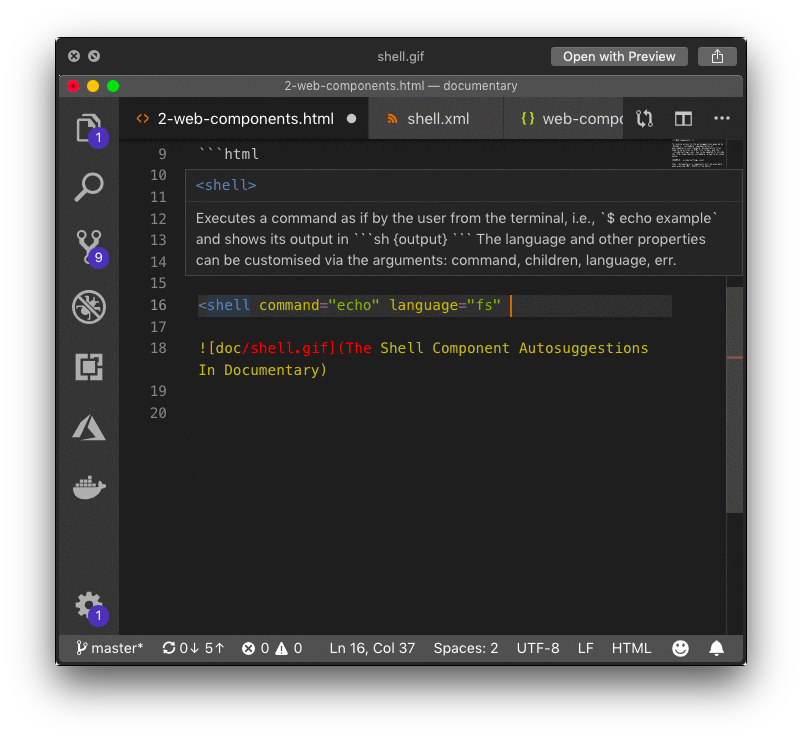 shell.gif
Open with Preview
2-web-components.html — documentary
2-web-components.html
shell.xml
web-compo
9 ```html
10
<shell>
11
12 Executes a command as if by the user from the terminal, i.e., `$ echo example`
13 and shows its output in ```sh {output} ``` The language and other properties
14 can be customised via the arguments: command, children, language, err.
15
16 <shell command="echo" language="fs"
17
18 ![doc/shell.gif](The Shell Component Autosuggestions
In Documentary)
19
20
1
9
1
master* 0↓ 5↑ 0 0 Ln 16, Col 37 Spaces: 2 UTF-8 LF HTML